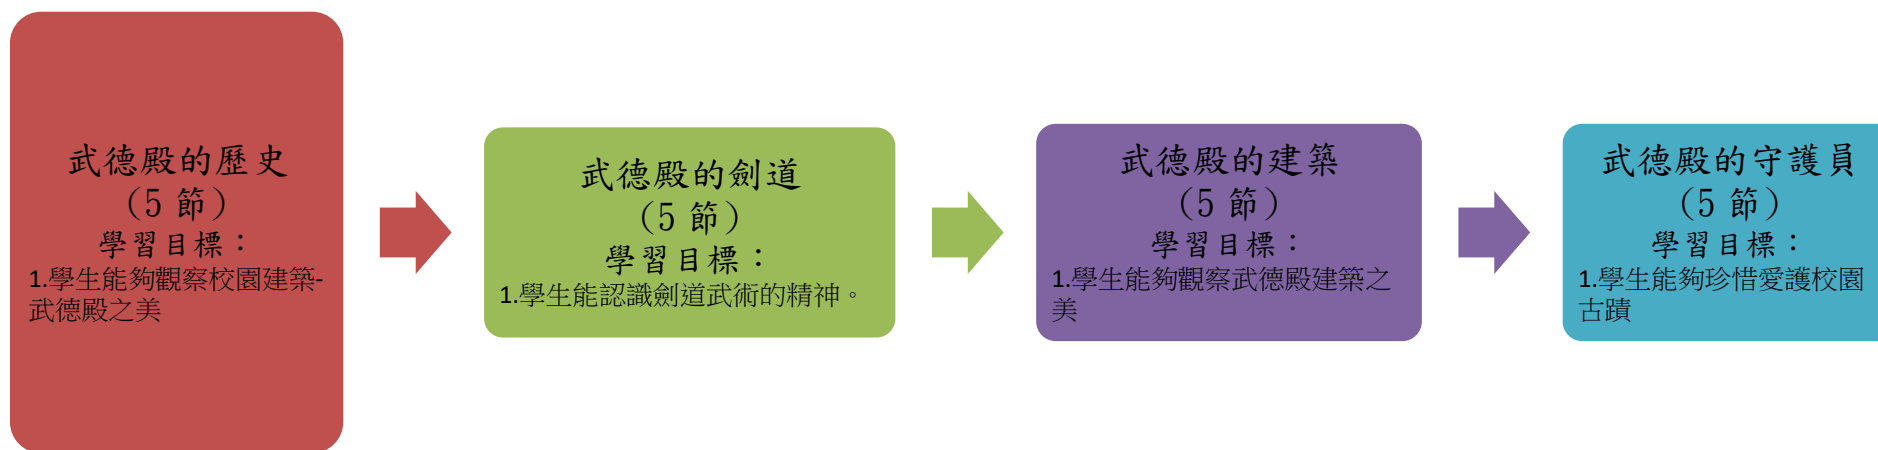 武德殿的歷史
(5 節)
學習目標：
1.學生能夠觀察校園建築-
武德殿之美
武德殿的劍道
(5 節)
學習目標：
1.學生能認識劍道武術的精神。
武德殿的建築
(5 節)
學習目標：
1.學生能夠觀察武德殿建築之
美
武德殿的守護員
(5 節)
學習目標：
1.學生能夠珍惜愛護校園
古蹟